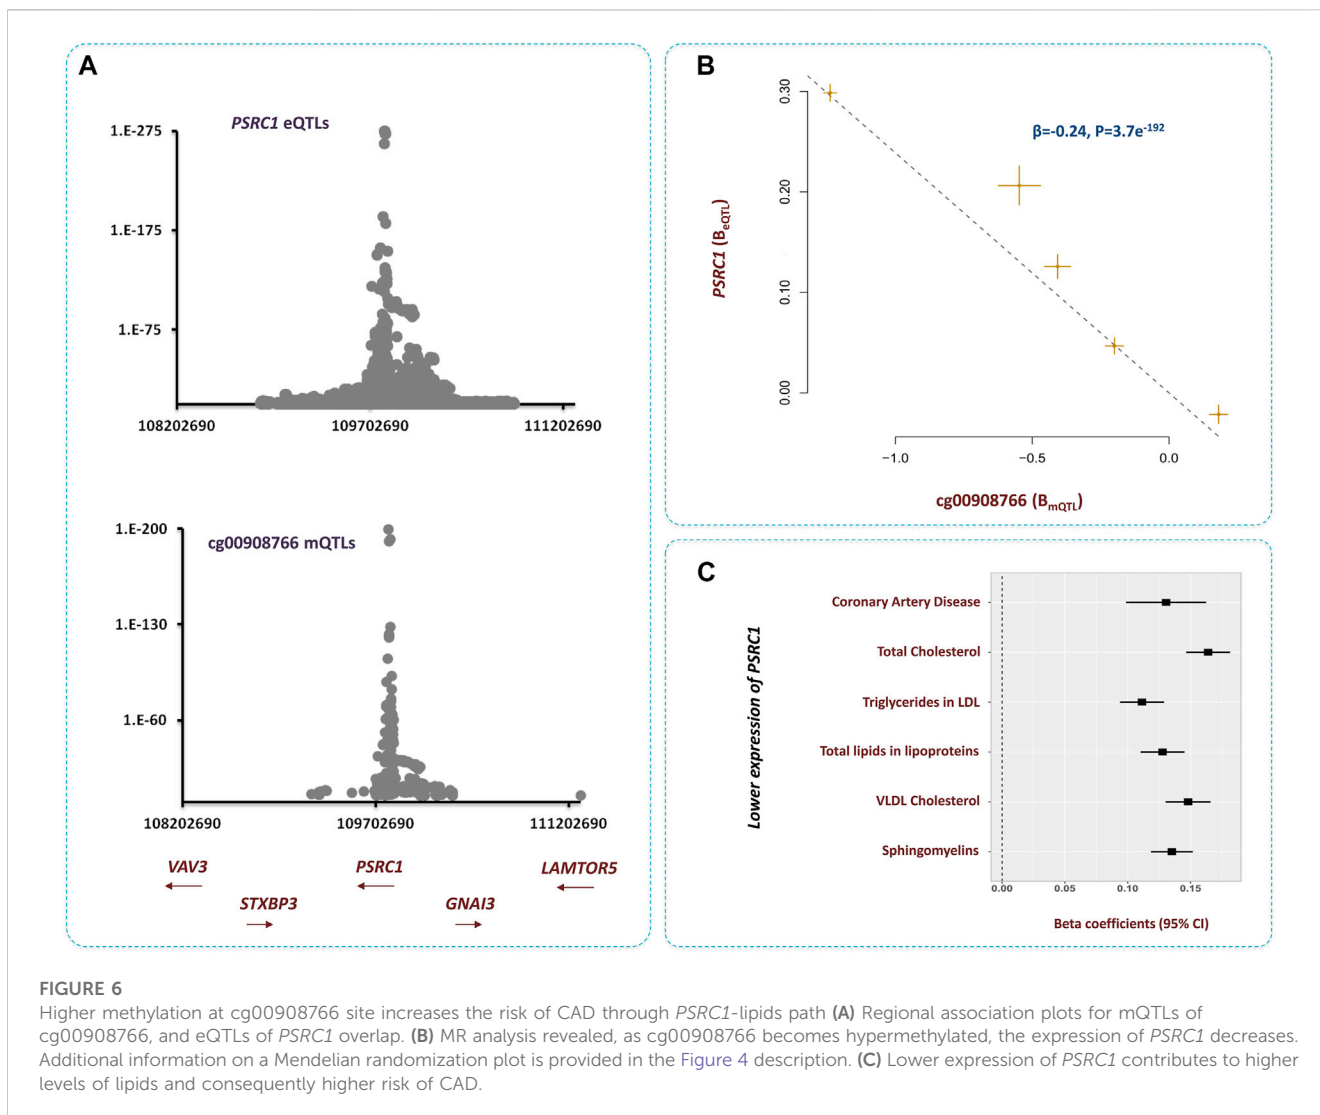 A
PSRC1 eQTLs
1.E-275
1.E-175
1.E-75
108202690 109702690 111202690
cg00908766 mQTLs
1.E-200
1.E-130
1.E-60
108202690 109702690 111202690
VAV3 PSRC1 LAMTOR5
STXBP3 GNAI3
B
β=-0.24, P=3.7e-192
PSRC1 (BeQTL)
0.30
0.20
0.10
0.00
−1.0 −0.5 0.0
cg00908766 (BmQTL)
C
Lower expression of PSRC1
Coronary Artery Disease
Total Cholesterol
Triglycerides in LDL
Total lipids in lipoproteins
VLDL Cholesterol
Sphingomyelins
0.00 0.05 0.10 0.15
Beta coefficients (95% CI)
FIGURE 6
Higher methylation at cg00908766 site increases the risk of CAD through PSRC1-lipids path (A) Regional association plots for mQTLs of
cg00908766, and eQTLs of PSRC1 overlap. (B) MR analysis revealed, as cg00908766 becomes hypermethylated, the expression of PSRC1 decreases.
Additional information on a Mendelian randomization plot is provided in the Figure 4 description. (C) Lower expression of PSRC1 contributes to higher
levels of lipids and consequently higher risk of CAD.